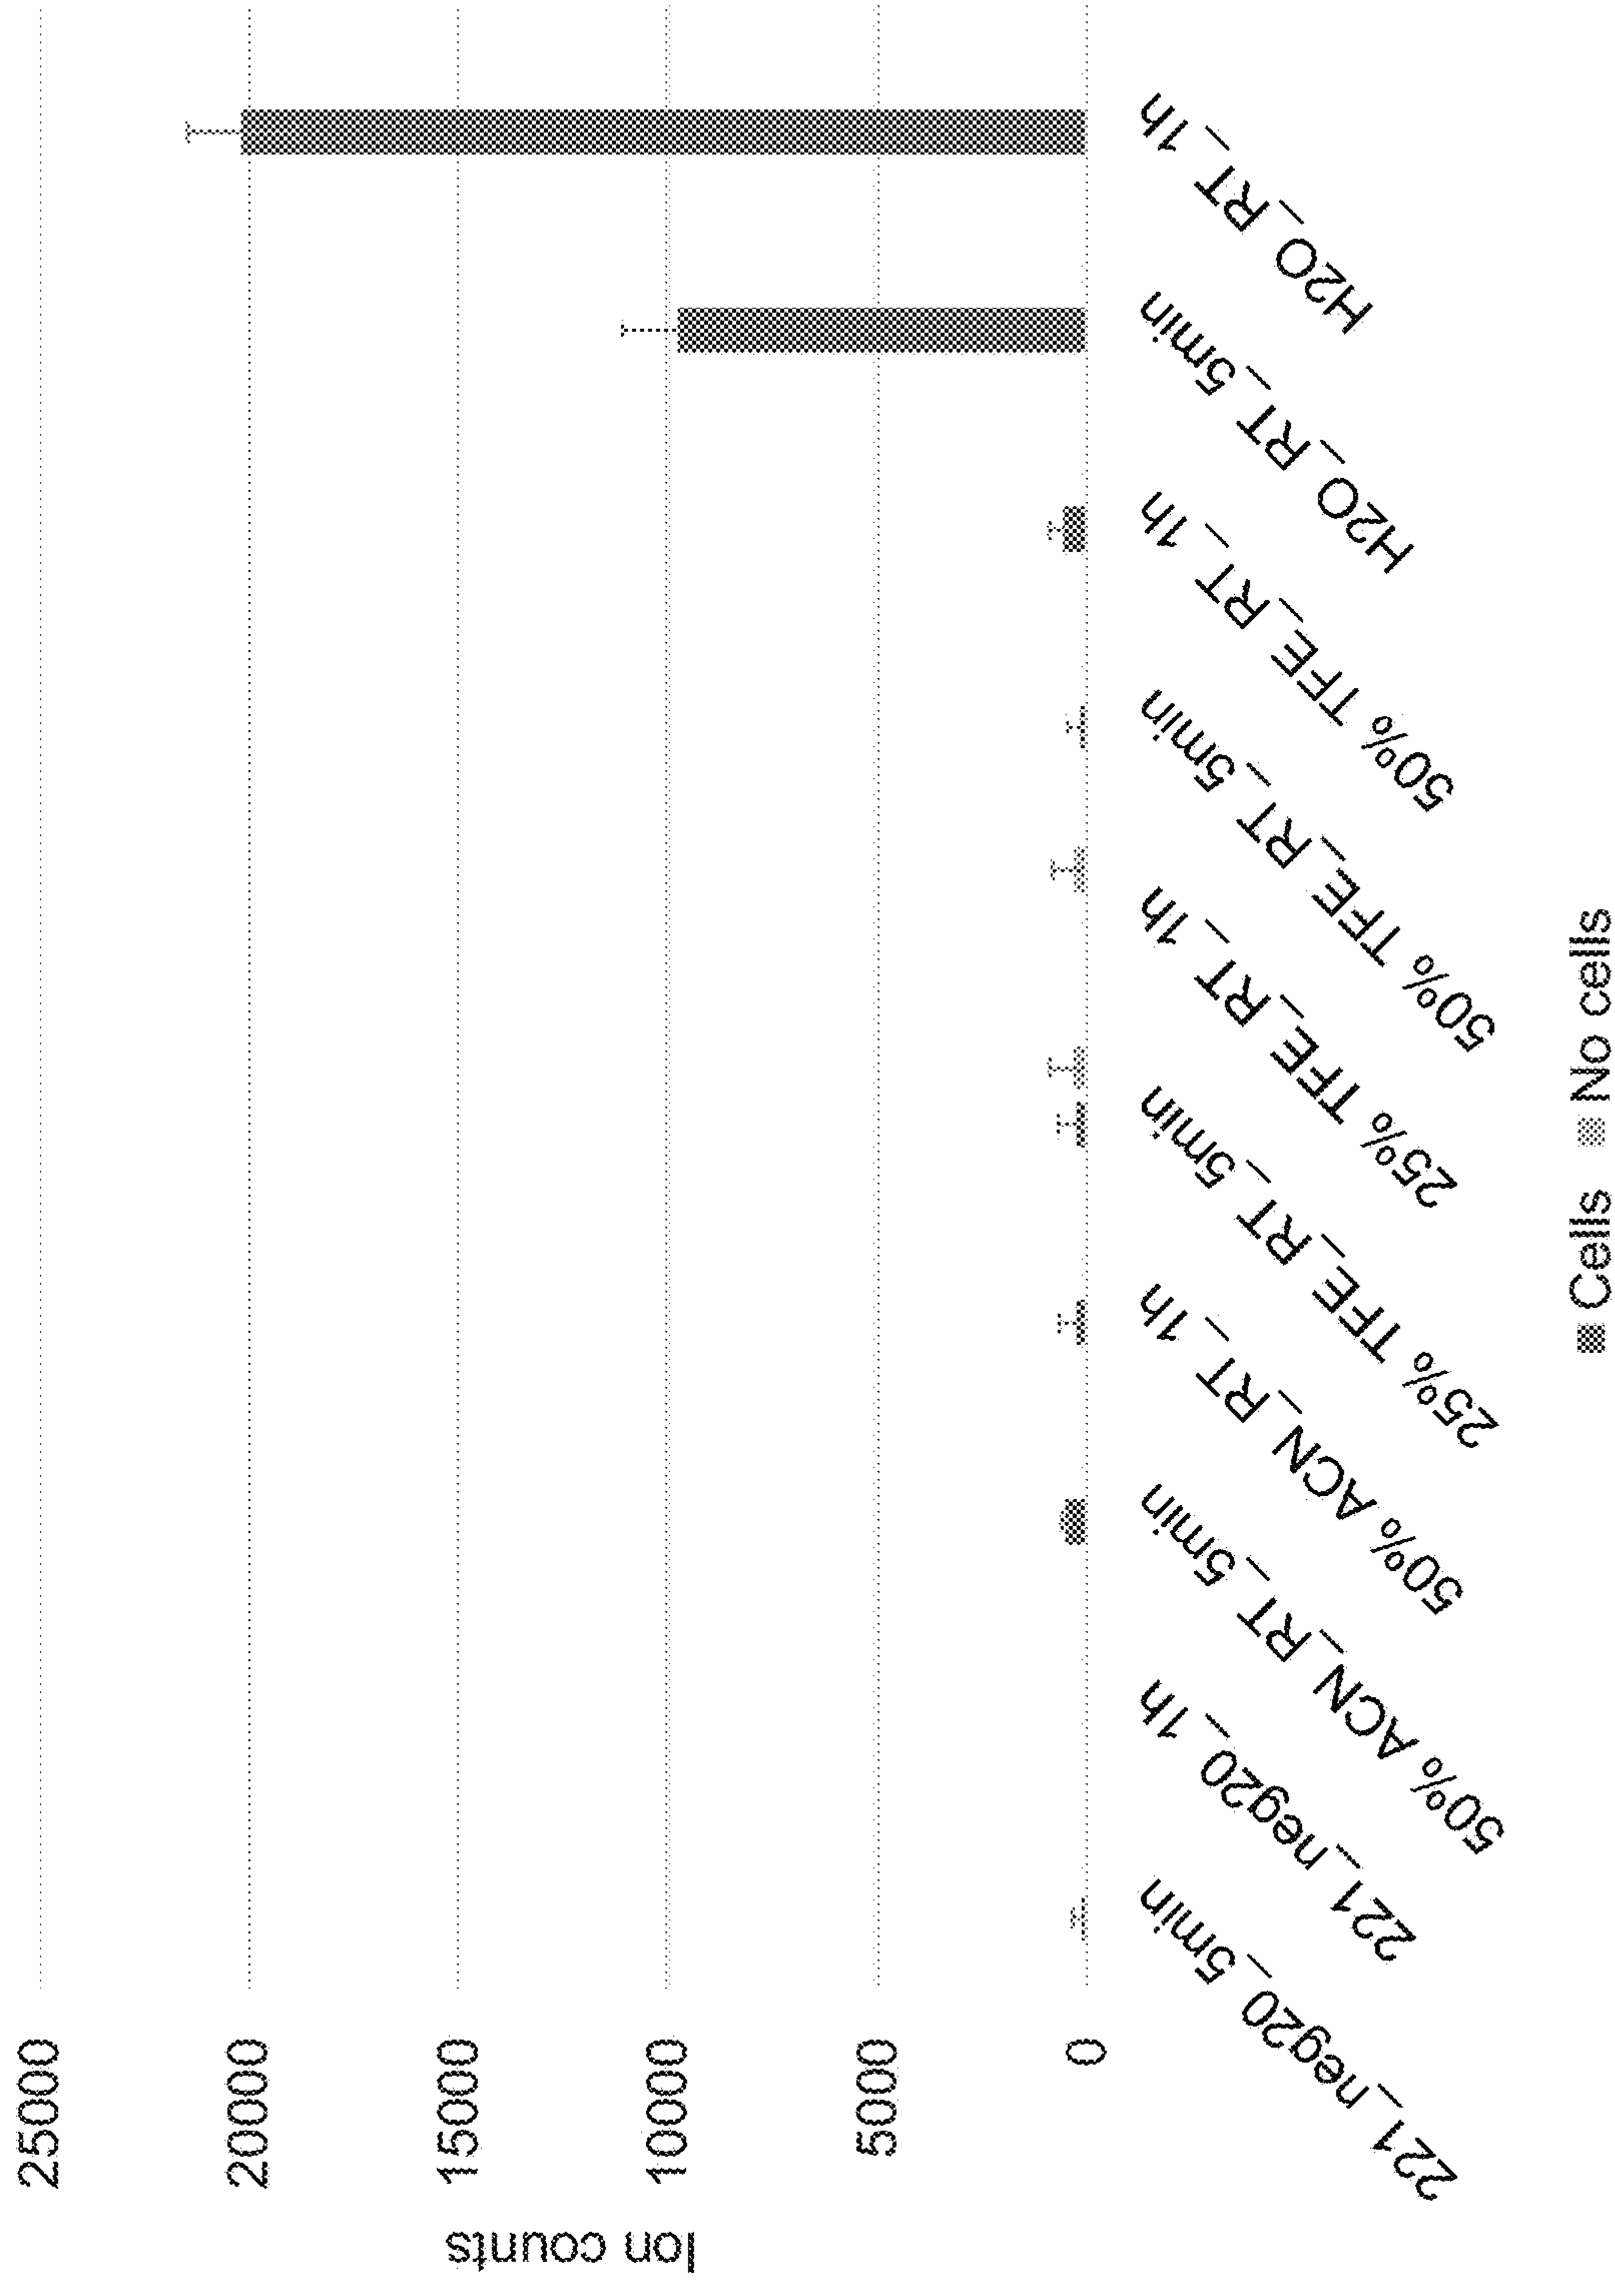 Ion counts
25000
20000
15000
10000
5000
0
221_neg20_5min
221_neg20_1h
50% ACN_RT_5min
50% ACN_RT_1h
25% TFE_RT_5min
25% TFE_RT_1h
50% TFE_RT_5min
50% TFE_RT_1h
H2O_RT_5min
H2O_RT_1h
Cells No cells